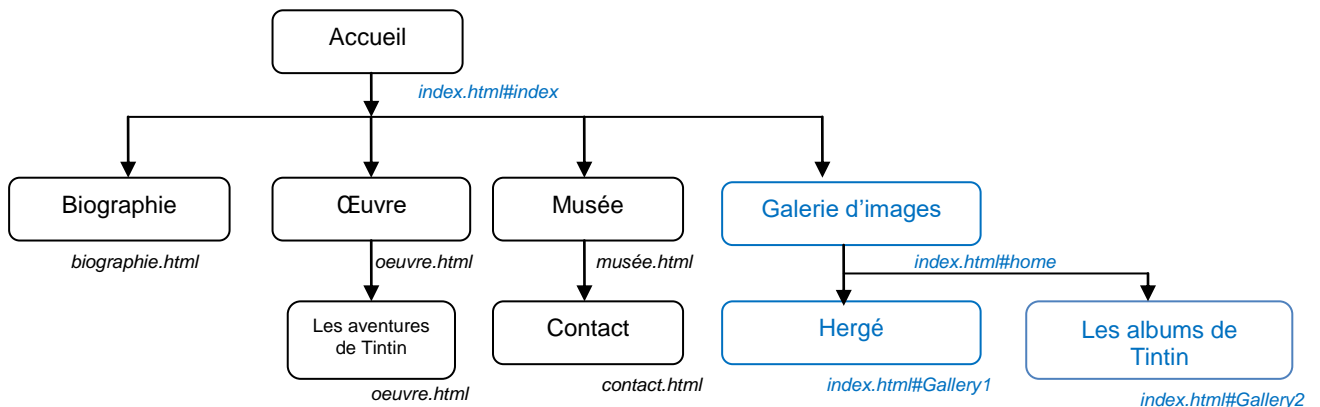 Accueil
index.html#index
Biographie
Œuvre
Musée
Galerie d’images
biographie.html
oeuvre.html
musée.html
index.html#home
Les aventures
de Tintin
Contact
Hergé
Les albums de
Tintin
oeuvre.html
contact.html
index.html#Gallery1
index.html#Gallery2